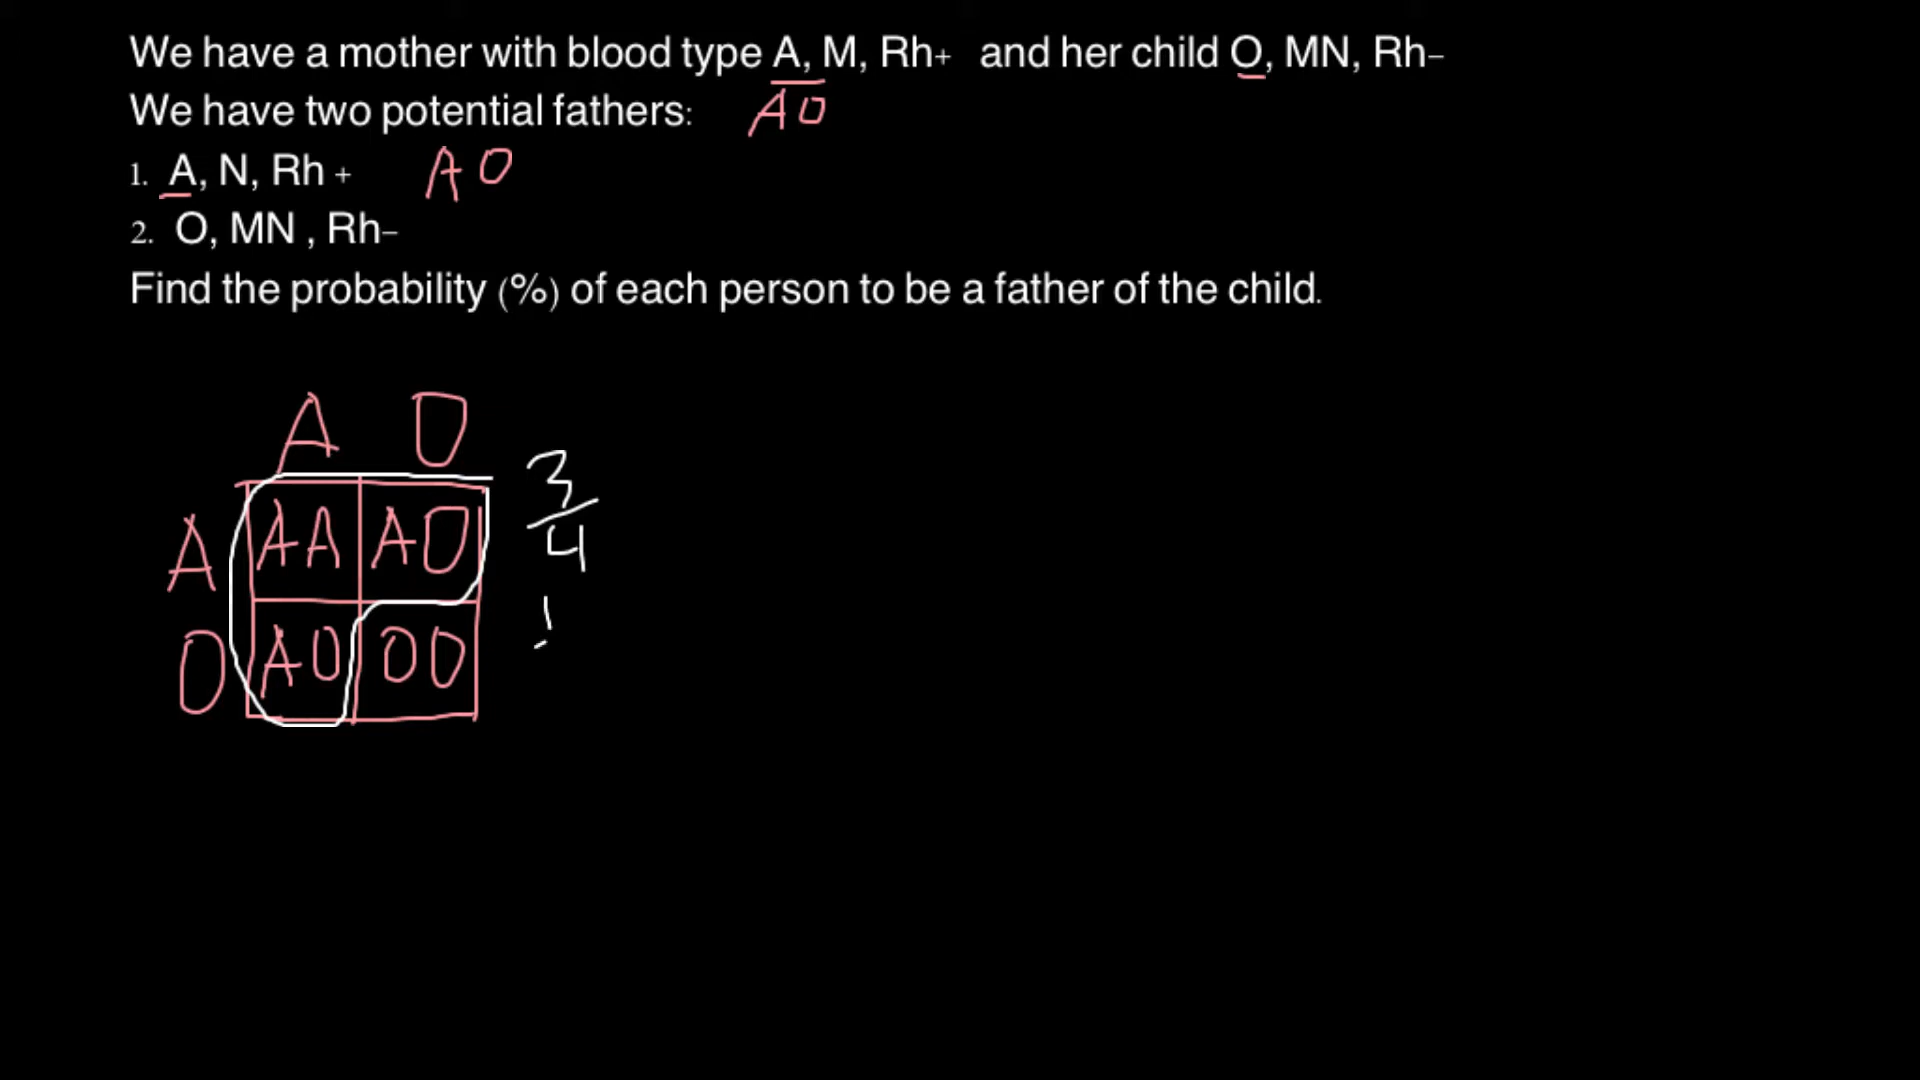 We have a mother with blood type A, M, Rh+ and her child O, MN, Rh–
We have two potential fathers: A O
1. A, N, Rh + A O
2. O, MN , Rh–
Find the probability (%) of each person to be a father of the child.
A O
A AA AO
O AO OO
3
4